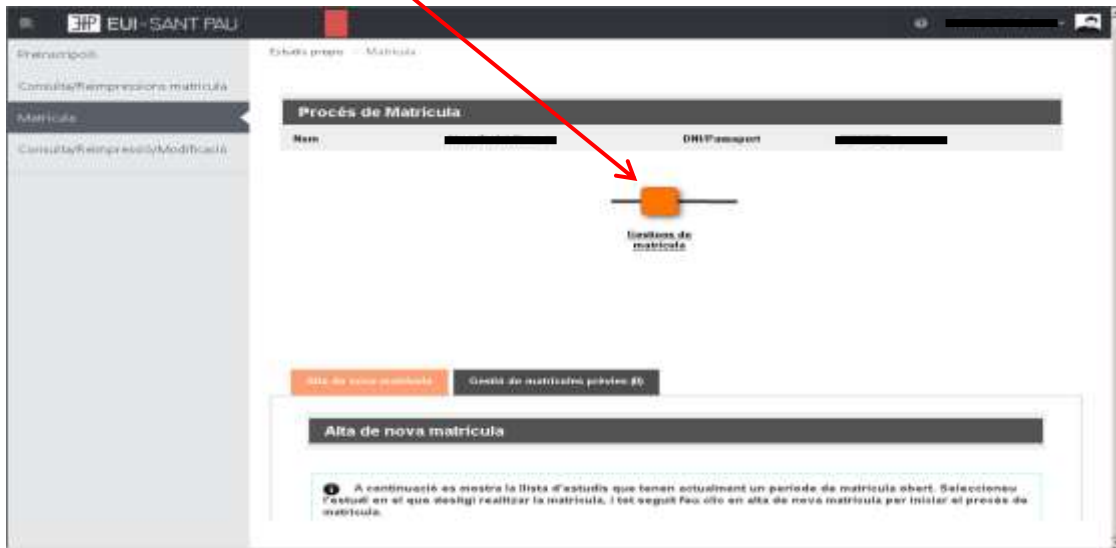 EUI-SANT PAU
Preinscripció
Estudis propis Matrícula
Consulta/Reimpressions matrícula
Matrícula
Procés de Matrícula
Nom DNI/Passaport
Consulta/Reimpressió/Modificació
Gestions de
matrícula
Alta de nova matrícula Gestió de matrícules prèvies (0)
Alta de nova matrícula
A continuació es mostra la llista d'estudis que tenen actualment un període de matrícula obert. Seleccioneu
l'estudi en el que desitgi realitzar la matrícula, i tot seguit feu clic en alta de nova matrícula per iniciar el procés de
matrícula.